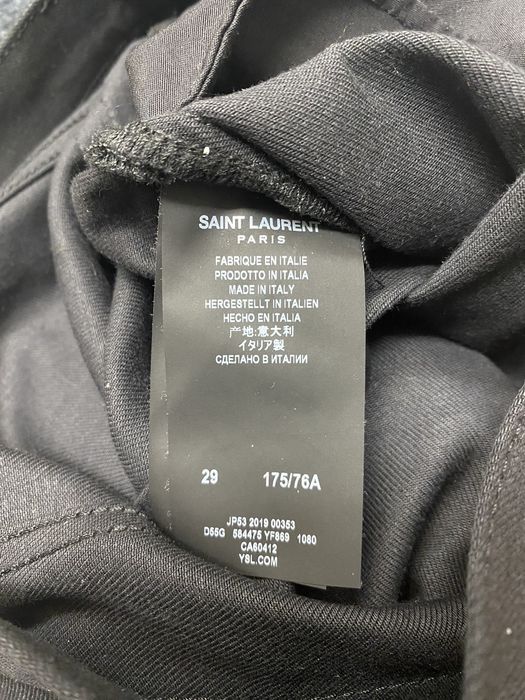 SAINT LAURENT
PARIS
FABRIQUE EN ITALIE
PRODOTTO IN ITALIA
MADE IN ITALY
HERGESTELLT IN ITALIEN
HECHO EN ITALIA
产地:意大利
イタリア製
СДЕЛАНО В ИТАЛИИ
29 175/76A
JP53 2019 00353
D55G 584475 YF869 1080
CA60412
YSL.COM